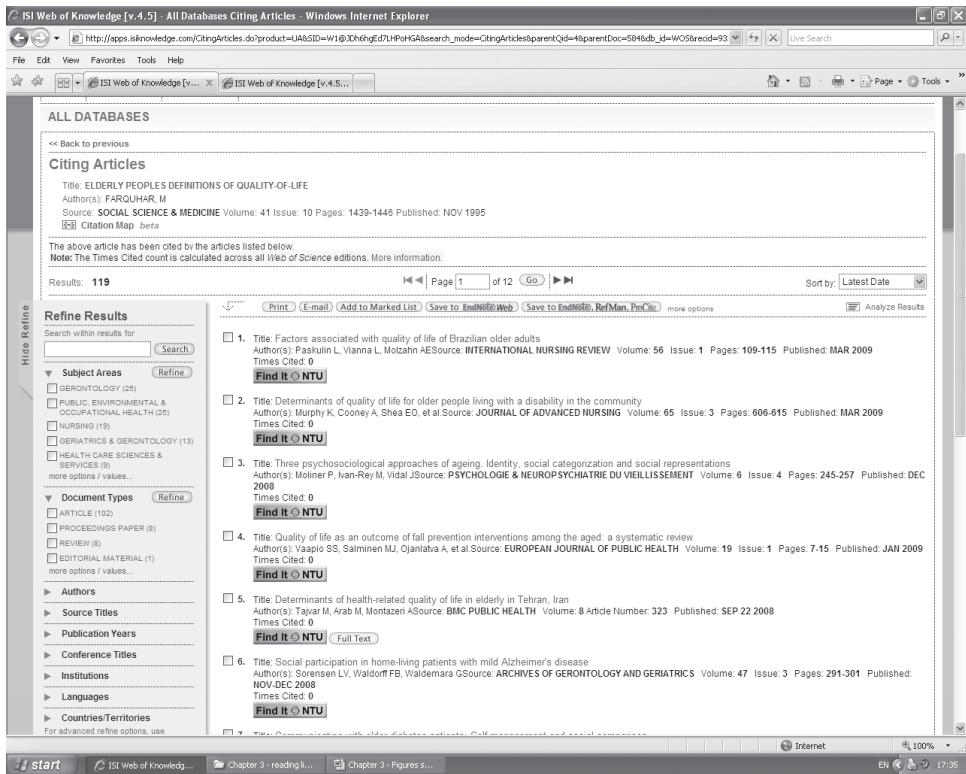 ISI Web of Knowledge [v.4.5] - All Databases Citing Articles - Windows Internet Explorer
Live Search
File Edit View Favorites Tools Help
ISI Web of Knowledge [v... ISI Web of Knowledge [v.4.5... Page Tools
ALL DATABASES
<< Back to previous
Citing Articles
Title: ELDERLY PEOPLES DEFINITIONS OF QUALITY-OF-LIFE
Author(s): FARQUHAR, M
Source: SOCIAL SCIENCE & MEDICINE Volume: 41 Issue: 10 Pages: 1439-1446 Published: NOV 1995
Citation Map beta
The above article has been cited by the articles listed below.
Note: The Times Cited count is calculated across all Web of Science editions. More information.
Results: 119 Page 1 of 12 Go Sort by: Latest Date
Hide Refine
Refine Results
Search within results for
Search
Subject Areas Refine
GERONTOLOGY (25)
PUBLIC, ENVIRONMENTAL &
OCCUPATIONAL HEALTH (25)
NURSING (19)
GERIATRICS & GERONTOLOGY (13)
HEALTH CARE SCIENCES &
SERVICES (9)
more options / values...
Document Types Refine
ARTICLE (102)
PROCEEDINGS PAPER (8)
REVIEW (8)
EDITORIAL MATERIAL (1)
more options / values...
Authors
Source Titles
Publication Years
Conference Titles
Institutions
Languages
Countries/Territories
For advanced refine options, use
Print E-mail Add to Marked List Save to EndNote Web Save to EndNote, RefMan, ProCite more options Analyze Results
1. Title: Factors associated with quality of life of Brazilian older adults
Author(s): Paskulin L, Vianna L, Molzahn AESource: INTERNATIONAL NURSING REVIEW Volume: 56 Issue: 1 Pages: 109-115 Published: MAR 2009
Times Cited: 0
Find It @ NTU
2. Title: Determinants of quality of life for older people living with a disability in the community
Author(s): Murphy K, Cooney A, Shea EO, et al.Source: JOURNAL OF ADVANCED NURSING Volume: 65 Issue: 3 Pages: 606-615 Published: MAR 2009
Times Cited: 0
Find It @ NTU
3. Title: Three psychosociological approaches of ageing. Identity, social categorization and social representations
Author(s): Moliner P, Ivan-Rey M, Vidal JSource: PSYCHOLOGIE & NEUROPSYCHIATRIE DU VIEILLISSEMENT Volume: 6 Issue: 4 Pages: 245-257 Published: DEC
2008
Times Cited: 0
Find It @ NTU
4. Title: Quality of life as an outcome of fall prevention interventions among the aged: a systematic review
Author(s): Vaapio SS, Salminen MJ, Ojanlatva A, et al.Source: EUROPEAN JOURNAL OF PUBLIC HEALTH Volume: 19 Issue: 1 Pages: 7-15 Published: JAN 2009
Times Cited: 0
Find It @ NTU
5. Title: Determinants of health-related quality of life in elderly in Tehran, Iran
Author(s): Tajvar M, Arab M, Montazeri ASource: BMC PUBLIC HEALTH Volume: 8 Article Number: 323 Published: SEP 22 2008
Times Cited: 0
Find It @ NTU Full Text
6. Title: Social participation in home-living patients with mild Alzheimer's disease
Author(s): Sorensen LV, Waldorff FB, Waldemara GSource: ARCHIVES OF GERONTOLOGY AND GERIATRICS Volume: 47 Issue: 3 Pages: 291-301 Published:
NOV-DEC 2008
Times Cited: 0
Find It @ NTU
Internet 100%
start ISI Web of Knowledg... Chapter 3 - reading li... Chapter 3 - Figures s... EN 17:35